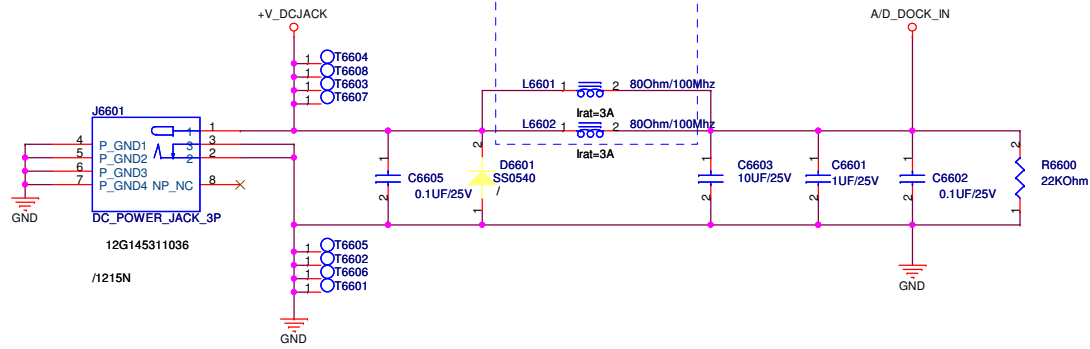 +V_DCJACK
A/D_DOCK_IN
1 T6604
1 T6608
1 T6603
1 T6607
L6601 1 2 80Ohm/100Mhz
Irat=3A
L6602 1 2 80Ohm/100Mhz
Irat=3A
J6601
1 1
4 P_GND1 3 3
5 P_GND2 2 2
6 P_GND3
7 P_GND4 NP_NC 8
DC_POWER_JACK_3P
12G145311036
/1215N
GND
1
C6605
0.1UF/25V
2
2
D6601
SS0540
/
1
1
C6603
10UF/25V
2
1
C6601
1UF/25V
2
1
C6602
0.1UF/25V
2
2
R6600
22KOhm
1
1 T6605
1 T6602
1 T6606
1 T6601
GND
GND